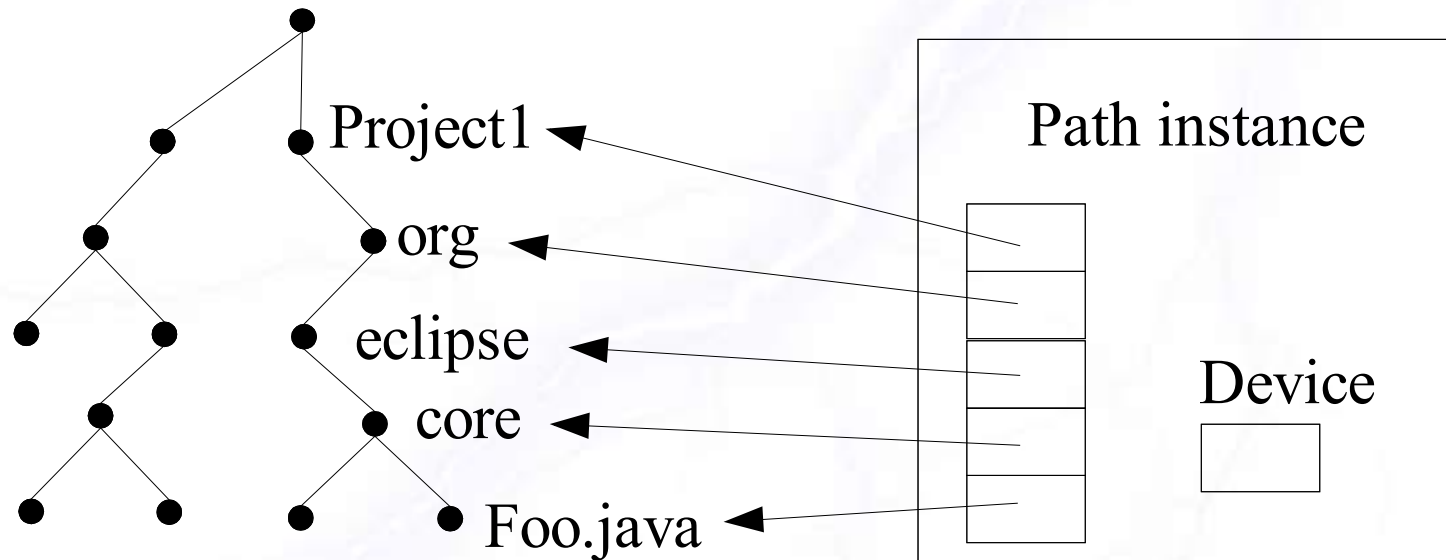 Project1
Path instance
org
eclipse
Device
core
Foo.java